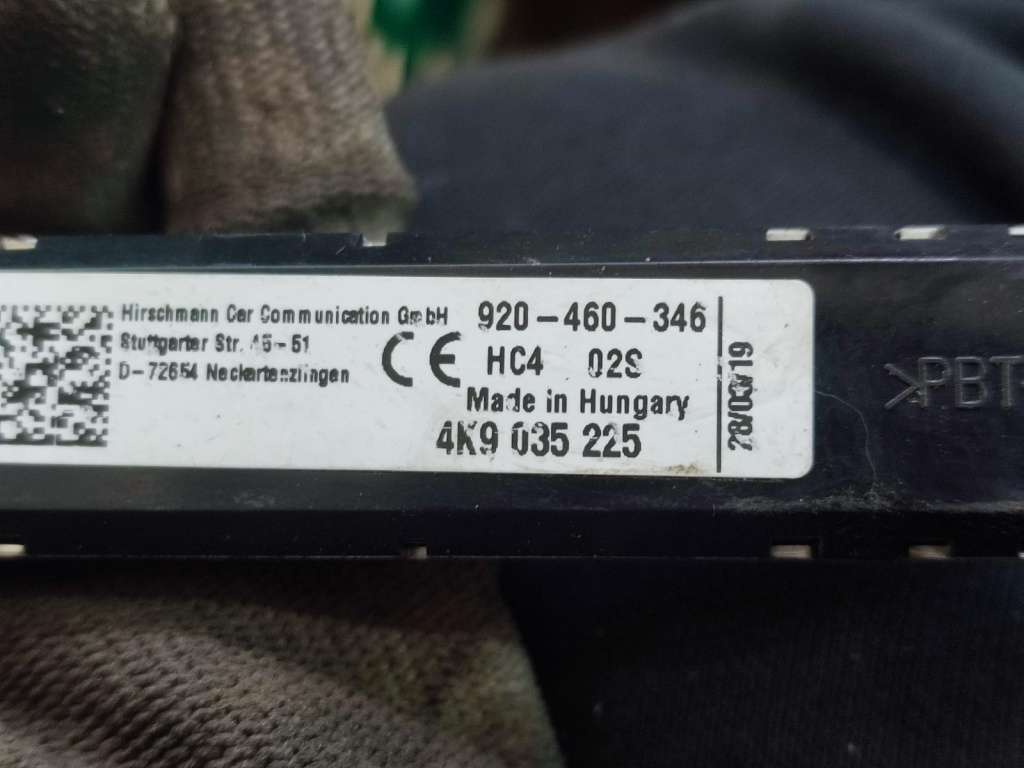 Hirschmann Car Communication GmbH
Stuttgarter Str. 45-51
D-72654 Neckartenzlingen
CE
920-460-346
HC4 02S
Made in Hungary
4K9 035 225
28/03/19
>PBT-